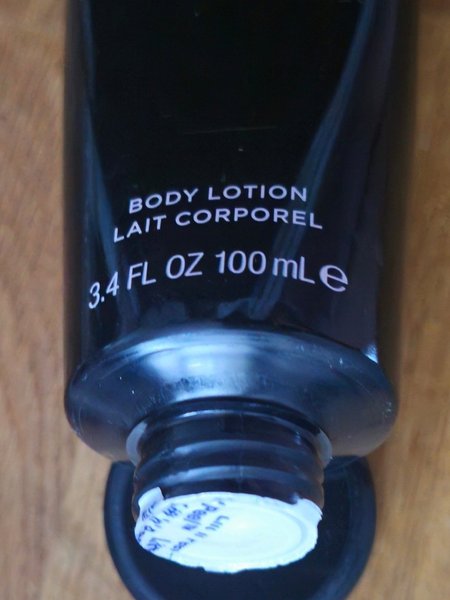 BODY LOTION
LAIT CORPOREL
3.4 FL OZ 100 mL e